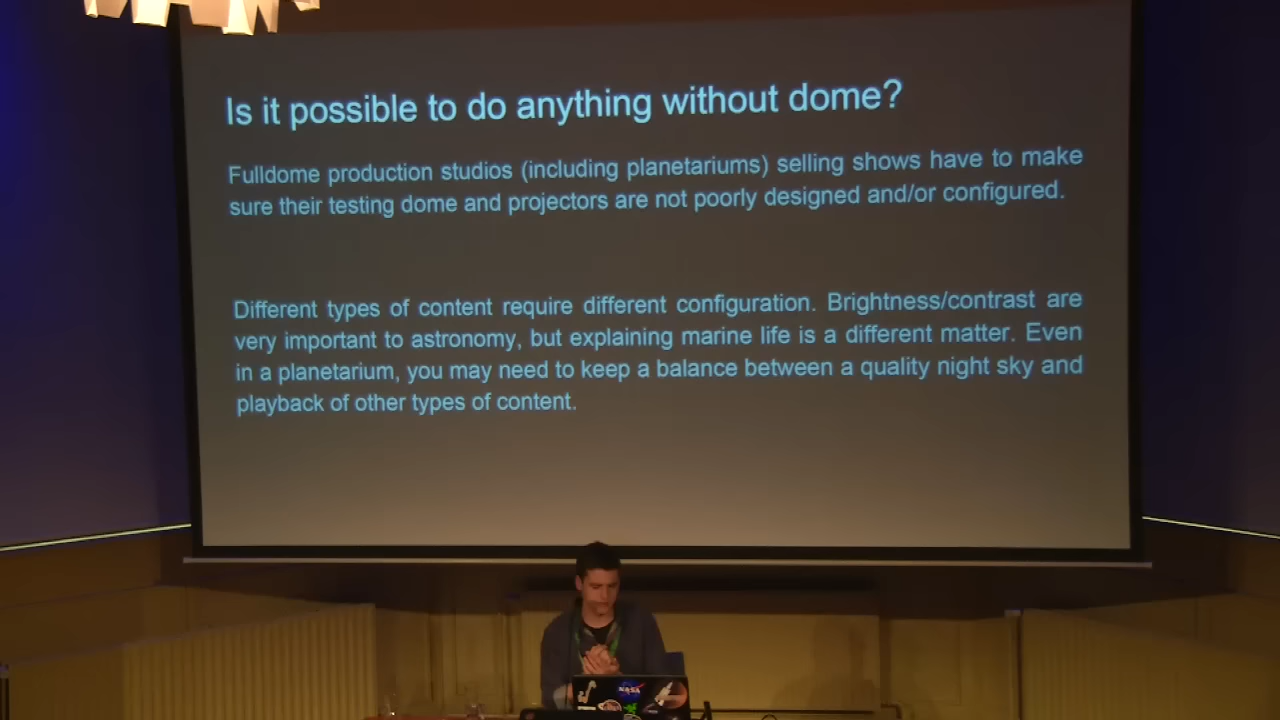 Is it possible to do anything without dome?
Fulldome production studios (including planetariums) selling shows have to make
sure their testing dome and projectors are not poorly designed and/or configured.
Different types of content require different configuration. Brightness/contrast are
very important to astronomy, but explaining marine life is a different matter. Even
in a planetarium, you may need to keep a balance between a quality night sky and
playback of other types of content.
NASA